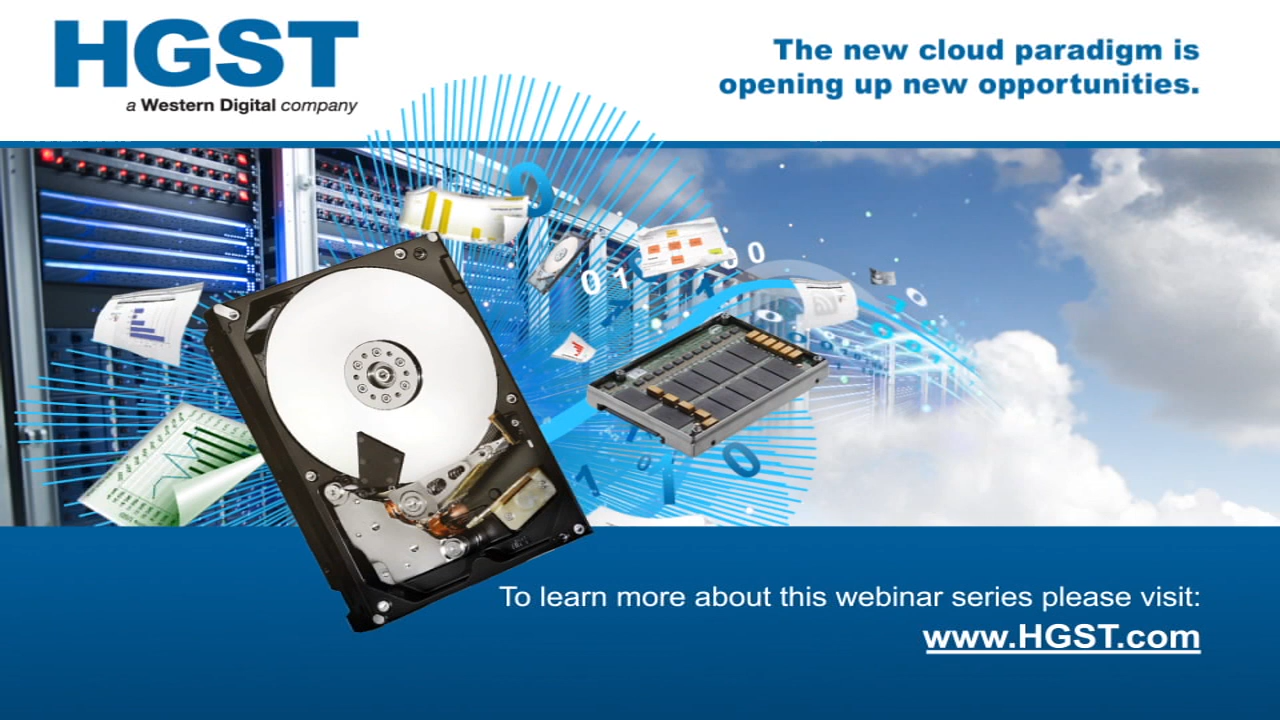 HGST
a Western Digital company
The new cloud paradigm is
opening up new opportunities.
To learn more about this webinar series please visit:
www.HGST.com